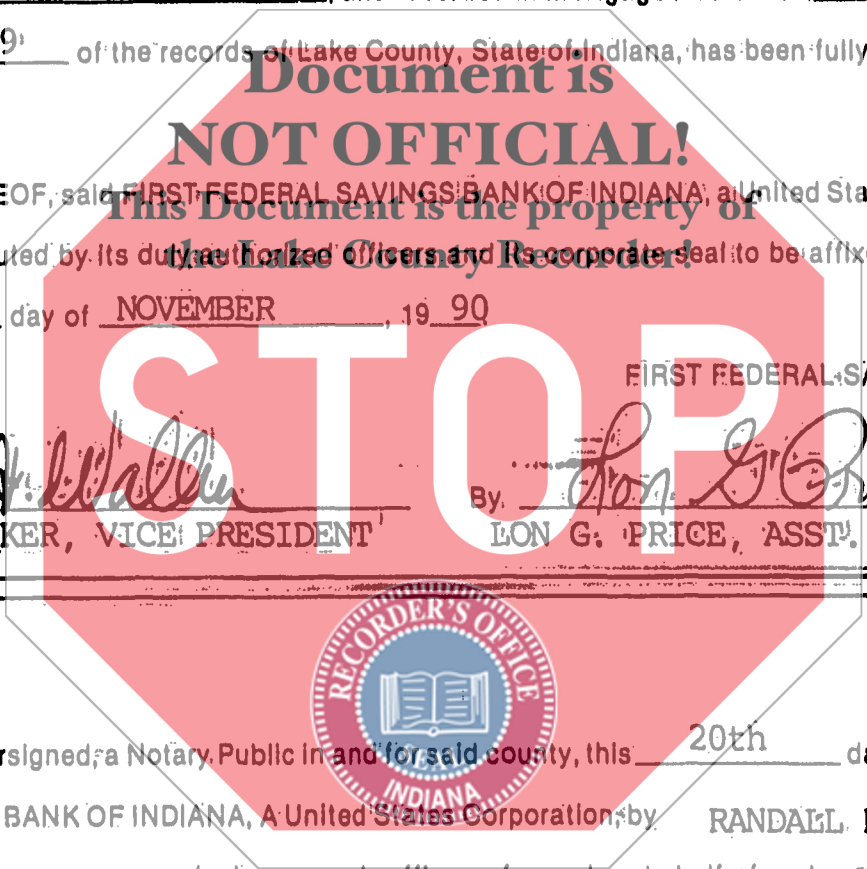 9
of the records of Lake County, State of Indiana, has been fully
Document is
NOT OFFICIAL!
EOF, said FIRST FEDERAL SAVINGS BANK OF INDIANA, a United Sta
This Document is the property of
uted by its duly authorized officers and its corporate seal to be affixe
the Lake County Recorder!
day of NOVEMBER, 19 90
STOP
FIRST FEDERAL SA
By
KER, VICE PRESIDENT
LON G. PRICE, ASST.
RECORDER'S OFFICE
SEAL
INDIANA
rsigned, a Notary Public in and for said county, this 20th da
BANK OF INDIANA, A United States Corporation, by RANDALL